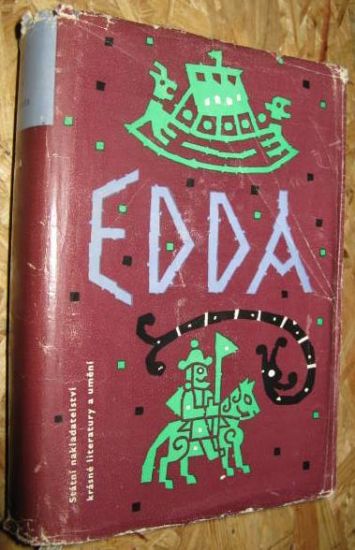 EDDA
Státní nakladatelství
krásné literatury a umění